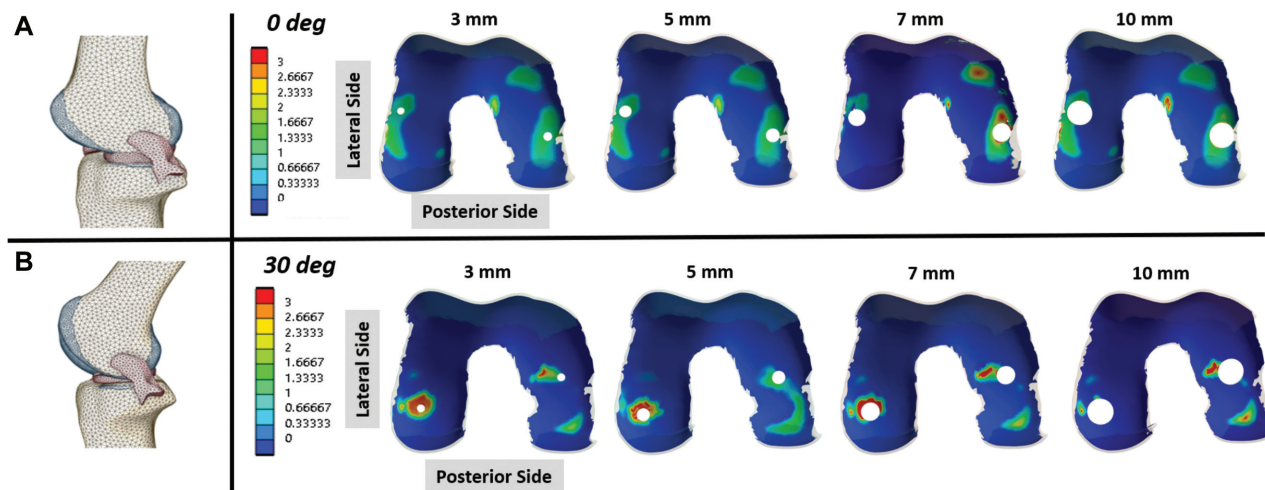 A
0 deg
3 mm
5 mm
7 mm
10 mm
3
2.6667
2.3333
2
1.6667
1.3333
1
0.66667
0.33333
0
Lateral Side
Posterior Side
B
30 deg
3 mm
5 mm
7 mm
10 mm
3
2.6667
2.3333
2
1.6667
1.3333
1
0.66667
0.33333
0
Lateral Side
Posterior Side